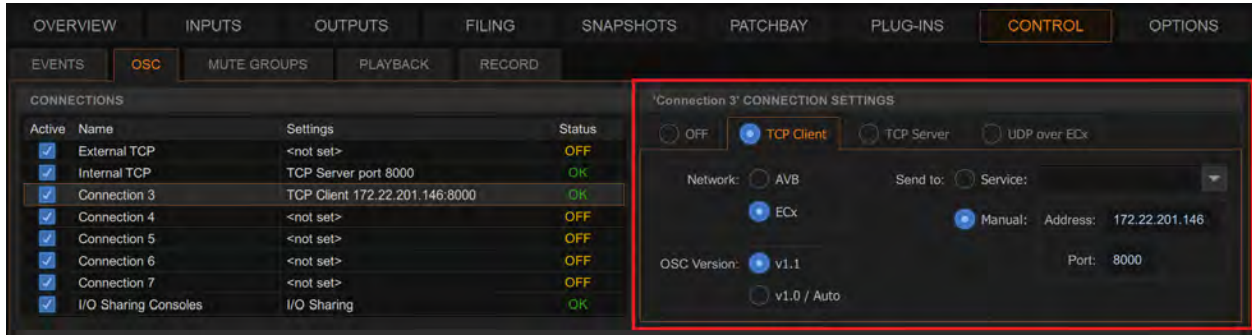 OVERVIEW INPUTS OUTPUTS FILING SNAPSHOTS PATCHBAY PLUG-INS CONTROL OPTIONS
EVENTS OSC MUTE GROUPS PLAYBACK RECORD
CONNECTIONS
Active Name Settings Status
External TCP <not set> OFF
Internal TCP TCP Server port 8000 OK
Connection 3 TCP Client 172.22.201.146:8000 OK
Connection 4 <not set> OFF
Connection 5 <not set> OFF
Connection 6 <not set> OFF
Connection 7 <not set> OFF
I/O Sharing Consoles I/O Sharing OK
'Connection 3' CONNECTION SETTINGS
OFF TCP Client TCP Server UDP over ECx
Network: AVB Send to: Service:
ECx Manual: Address: 172.22.201.146
OSC Version: v1.1 Port: 8000
v1.0 / Auto